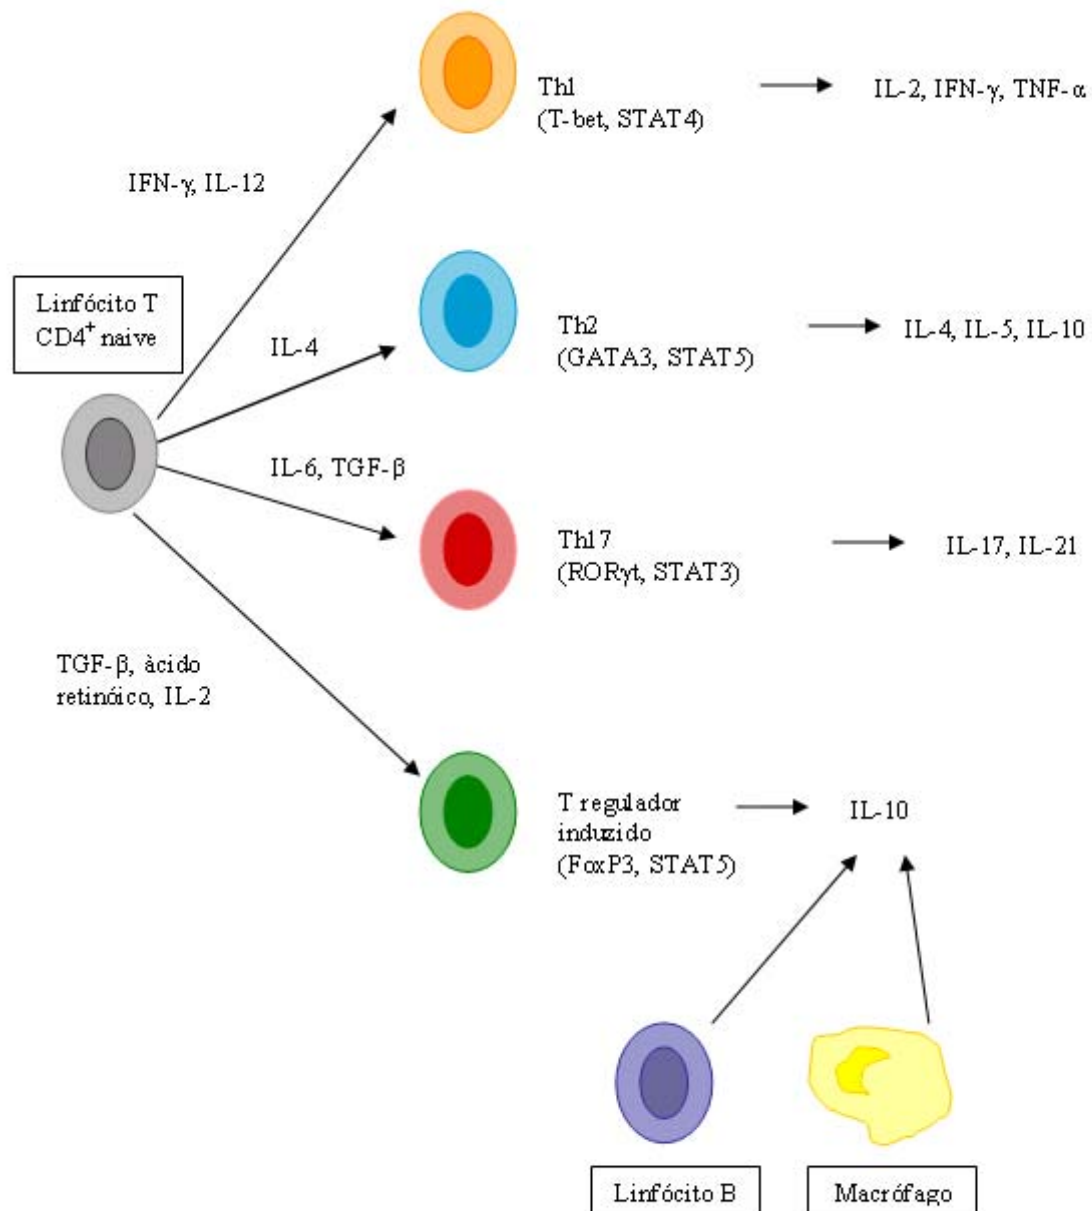 Th1
(T-bet, STAT4)
IL-2, IFN-γ, TNF-α
IFN-γ, IL-12
Linfócito T
CD4⁺ naive
IL-4
Th2
(GATA3, STAT5)
IL-4, IL-5, IL-10
IL-6, TGF-β
Th17
(RORγt, STAT3)
IL-17, IL-21
TGF-β, àcido
retinóico, IL-2
T regulador
induzido
(FoxP3, STAT5)
IL-10
Linfócito B
Macrófago